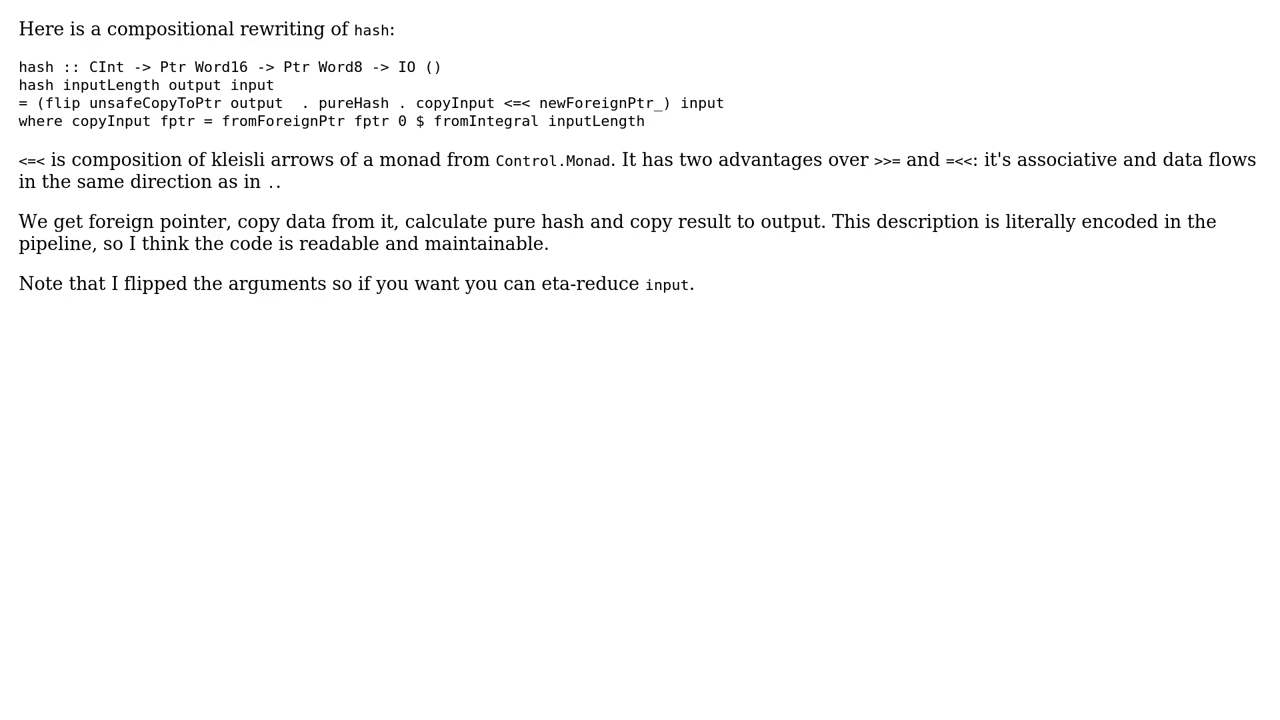 Here is a compositional rewriting of hash:
hash :: CInt -> Ptr Word16 -> Ptr Word8 -> IO ()
hash inputLength output input
= (flip unsafeCopyToPtr output  . pureHash . copyInput <=< newForeignPtr_) input
where copyInput fptr = fromForeignPtr fptr 0 $ fromIntegral inputLength
<=< is composition of kleisli arrows of a monad from Control.Monad. It has two advantages over >>= and =<<: it's associative and data flows
in the same direction as in ..
We get foreign pointer, copy data from it, calculate pure hash and copy result to output. This description is literally encoded in the
pipeline, so I think the code is readable and maintainable.
Note that I flipped the arguments so if you want you can eta-reduce input.